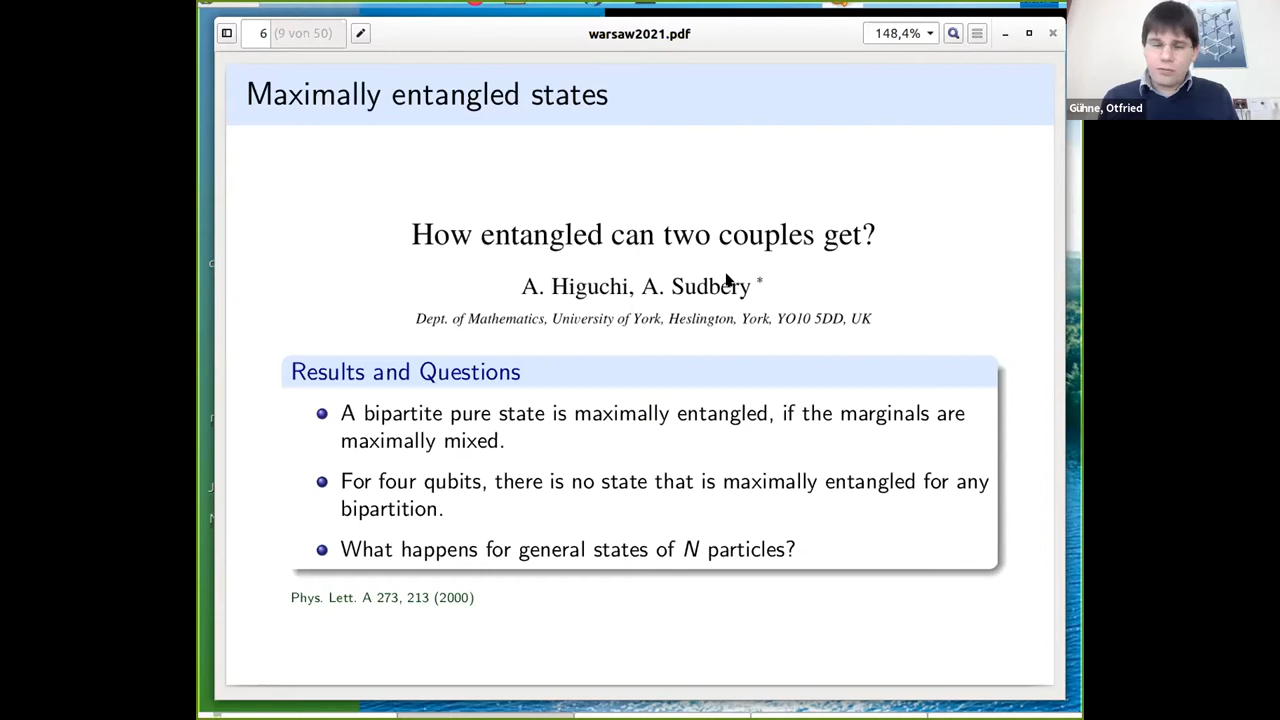 6
(9 von 50)
warsaw2021.pdf
148,4%
Gühne, Otfried
Maximally entangled states
How entangled can two couples get?
A. Higuchi, A. Sudbery *
Dept. of Mathematics, University of York, Heslington, York, YO10 5DD, UK
Results and Questions
A bipartite pure state is maximally entangled, if the marginals are
maximally mixed.
For four qubits, there is no state that is maximally entangled for any
bipartition.
What happens for general states of N particles?
Phys. Lett. A 273, 213 (2000)